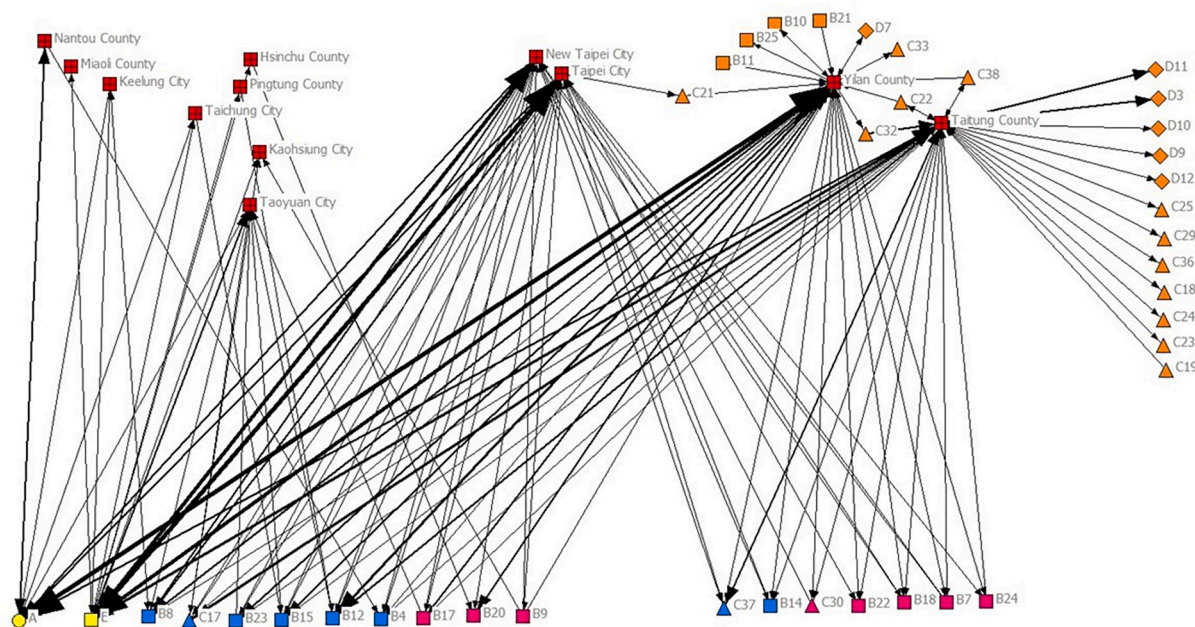 Nantou County
Miaoli County
Keelung City
Hsinchu County
Pingtung County
Taichung City
Kaohsiung City
Taoyuan City
New Taipei City
Taipei City
C21
B10
B21
B25
B11
D7
C33
Yilan County
C38
C22
C32
Taitung County
D11
D3
D10
D9
D12
C25
C29
C36
C18
C24
C23
C19
A
E
B8
C17
B23
B15
B12
B4
B17
B20
B9
C37
B14
C30
B22
B18
B7
B24